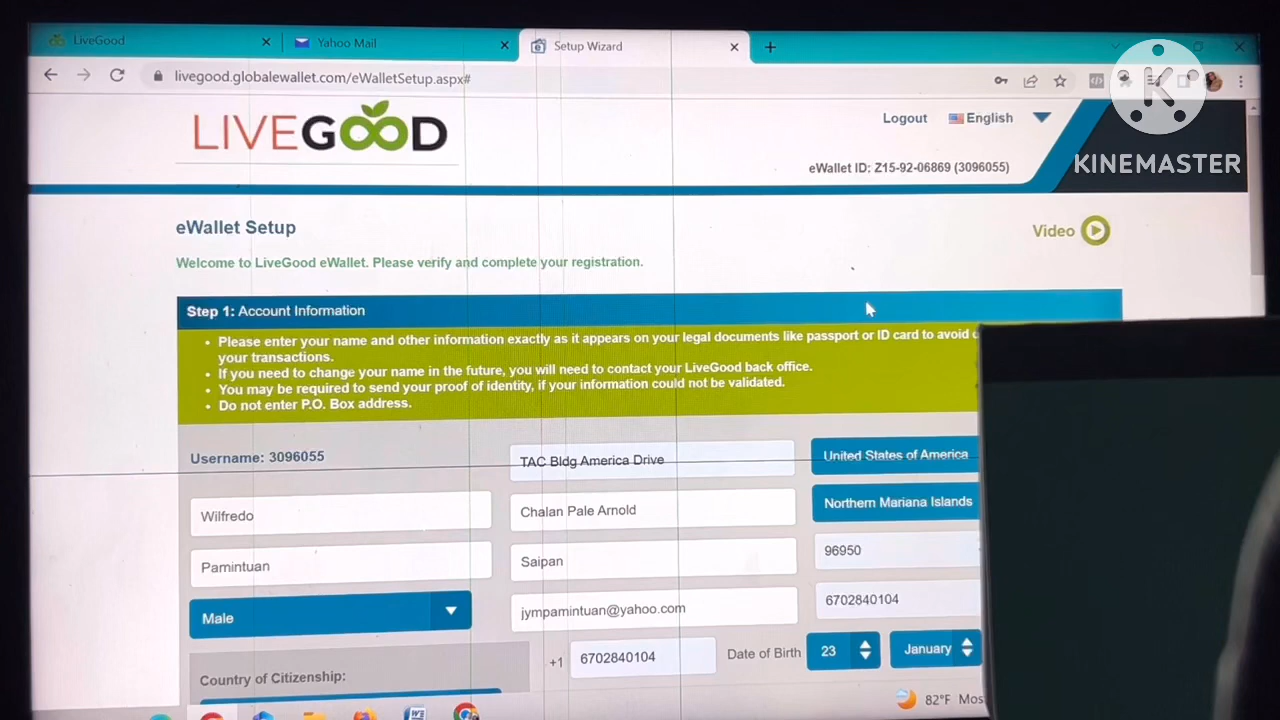 LiveGood
Yahoo Mail
Setup Wizard
livegood.globalewallet.com/eWalletSetup.aspx#
KINEMASTER
LIVEGOOD
Logout
English
eWallet ID: Z15-92-06869 (3096055)
eWallet Setup
Video
Welcome to LiveGood eWallet. Please verify and complete your registration.
Step 1: Account Information
• Please enter your name and other information exactly as it appears on your legal documents like passport or ID card to avoid
your transactions.
• If you need to change your name in the future, you will need to contact your LiveGood back office.
• You may be required to send your proof of identity, if your information could not be validated.
• Do not enter P.O. Box address.
Username: 3096055
TAC Bldg America Drive
United States of America
Wilfredo
Chalan Pale Arnold
Northern Mariana Islands
Pamintuan
Saipan
96950
Male
jympamintuan@yahoo.com
6702840104
Country of Citizenship:
+1
6702840104
Date of Birth
23
January
82°F